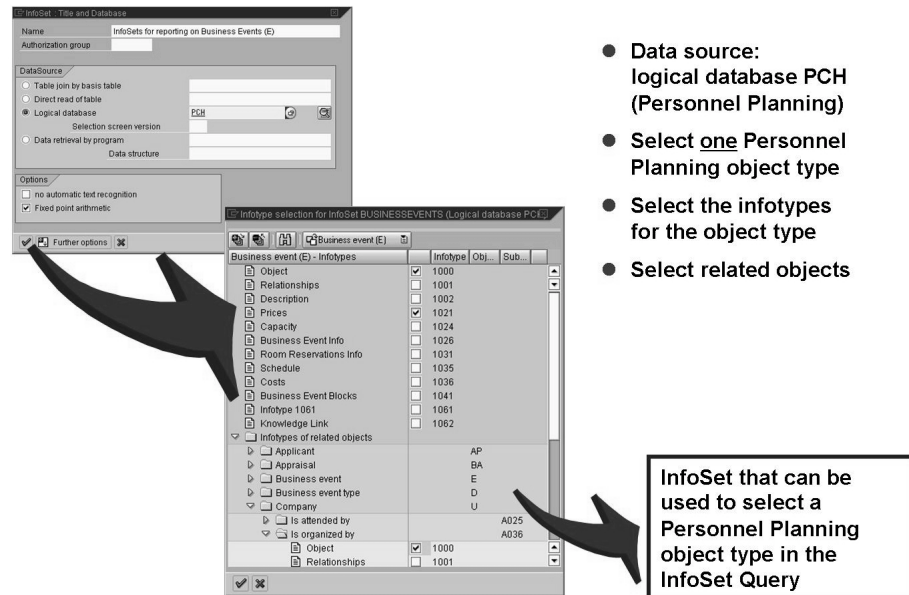 InfoSet : Title and Database
Name InfoSets for reporting on Business Events (E)
Authorization group
DataSource
Table join by basis table
Direct read of table
Logical database PCH
Selection screen version
Data retrieval by program
Data structure
Options
no automatic text recognition
Fixed point arithmetic
Further options
Infotype selection for InfoSet BUSINESSEVENTS (Logical database PCH)
Business event (E)
Business event (E) - Infotypes Infotype Obj... Sub...
Object 1000
Relationships 1001
Description 1002
Prices 1021
Capacity 1024
Business Event Info 1026
Room Reservations Info 1031
Schedule 1035
Costs 1036
Business Event Blocks 1041
Infotype 1061 1061
Knowledge Link 1062
Infotypes of related objects
Applicant AP
Appraisal BA
Business event E
Business event type D
Company U
Is attended by A025
Is organized by A036
Object 1000
Relationships 1001
Data source:
logical database PCH
(Personnel Planning)
Select one Personnel
Planning object type
Select the infotypes
for the object type
Select related objects
InfoSet that can be
used to select a
Personnel Planning
object type in the
InfoSet Query